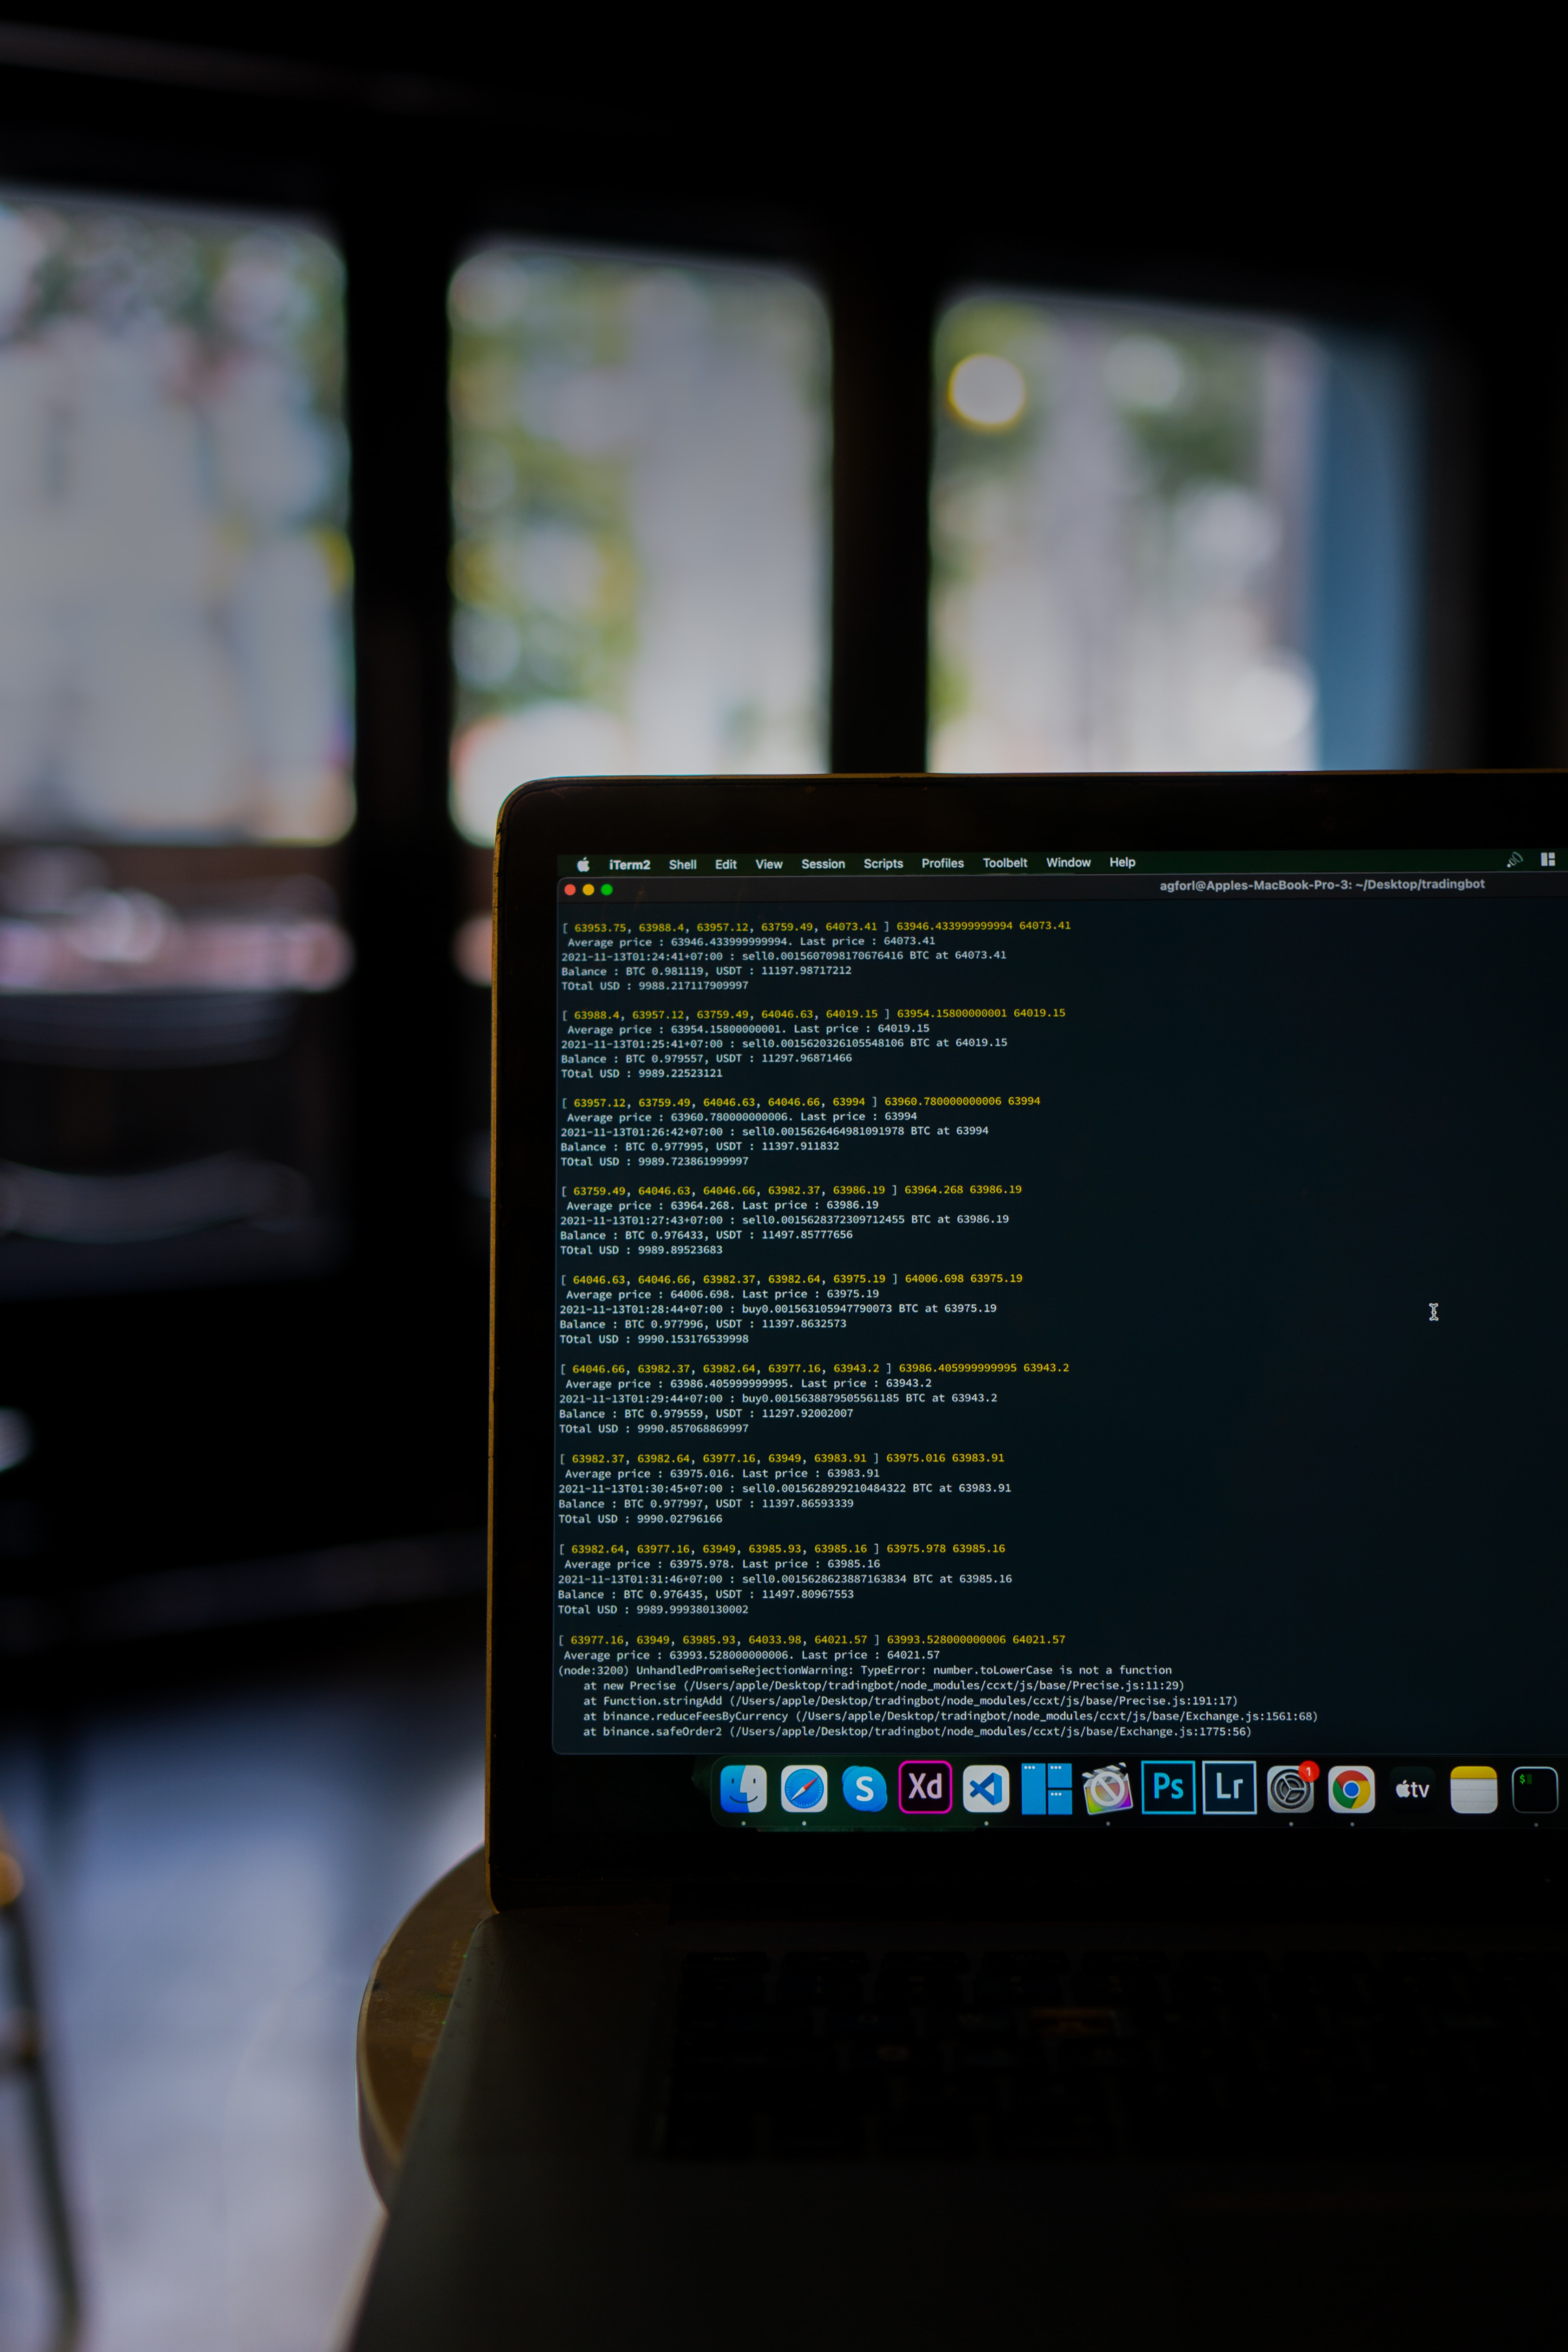 iTerm2 Shell Edit View Session Scripts Profiles Toolbelt Window Help
agforl@Apples-MacBook-Pro-3: ~/Desktop/tradingbot
[ 63953.75, 63988.4, 63957.12, 63759.49, 64073.41 ] 63946.433999999994 64073.41
Average price : 63946.433999999994. Last price : 64073.41
2021-11-13T01:24:41+07:00 : sell0.0015607098170676416 BTC at 64073.41
Balance : BTC 0.981119, USDT : 11197.98717212
TOtal USD : 9988.217117909997
[ 63988.4, 63957.12, 63759.49, 64046.63, 64019.15 ] 63954.15800000001 64019.15
Average price : 63954.15800000001. Last price : 64019.15
2021-11-13T01:25:41+07:00 : sell0.0015620326105548106 BTC at 64019.15
Balance : BTC 0.979557, USDT : 11297.96871466
TOtal USD : 9989.22523121
[ 63957.12, 63759.49, 64046.63, 64046.66, 63994 ] 63960.780000000006 63994
Average price : 63960.780000000006. Last price : 63994
2021-11-13T01:26:42+07:00 : sell0.0015626464981091978 BTC at 63994
Balance : BTC 0.977995, USDT : 11397.911832
TOtal USD : 9989.723861999997
[ 63759.49, 64046.63, 64046.66, 63982.37, 63986.19 ] 63964.268 63986.19
Average price : 63964.268. Last price : 63986.19
2021-11-13T01:27:43+07:00 : sell0.0015628372309712455 BTC at 63986.19
Balance : BTC 0.976433, USDT : 11497.85777656
TOtal USD : 9989.89523683
[ 64046.63, 64046.66, 63982.37, 63982.64, 63975.19 ] 64006.698 63975.19
Average price : 64006.698. Last price : 63975.19
2021-11-13T01:28:44+07:00 : buy0.001563105947790073 BTC at 63975.19
Balance : BTC 0.977996, USDT : 11397.8632573
TOtal USD : 9990.153176539998
[ 64046.66, 63982.37, 63982.64, 63977.16, 63943.2 ] 63986.405999999995 63943.2
Average price : 63986.405999999995. Last price : 63943.2
2021-11-13T01:29:44+07:00 : buy0.0015638879505561185 BTC at 63943.2
Balance : BTC 0.979559, USDT : 11297.92002007
TOtal USD : 9990.857068869997
[ 63982.37, 63982.64, 63977.16, 63949, 63983.91 ] 63975.016 63983.91
Average price : 63975.016. Last price : 63983.91
2021-11-13T01:30:45+07:00 : sell0.0015628929210484322 BTC at 63983.91
Balance : BTC 0.977997, USDT : 11397.86593339
TOtal USD : 9990.02796166
[ 63982.64, 63977.16, 63949, 63985.93, 63985.16 ] 63975.978 63985.16
Average price : 63975.978. Last price : 63985.16
2021-11-13T01:31:46+07:00 : sell0.0015628623887163834 BTC at 63985.16
Balance : BTC 0.976435, USDT : 11497.80967553
TOtal USD : 9989.999380130002
[ 63977.16, 63949, 63985.93, 64033.98, 64021.57 ] 63993.528000000006 64021.57
Average price : 63993.528000000006. Last price : 64021.57
(node:3200) UnhandledPromiseRejectionWarning: TypeError: number.toLowerCase is not a function
at new Precise (/Users/apple/Desktop/tradingbot/node_modules/ccxt/js/base/Precise.js:11:29)
at Function.stringAdd (/Users/apple/Desktop/tradingbot/node_modules/ccxt/js/base/Precise.js:191:17)
at binance.reduceFeesByCurrency (/Users/apple/Desktop/tradingbot/node_modules/ccxt/js/base/Exchange.js:1561:68)
at binance.safeOrder2 (/Users/apple/Desktop/tradingbot/node_modules/ccxt/js/base/Exchange.js:1775:56)
S Xd Ps Lr 1 tv $